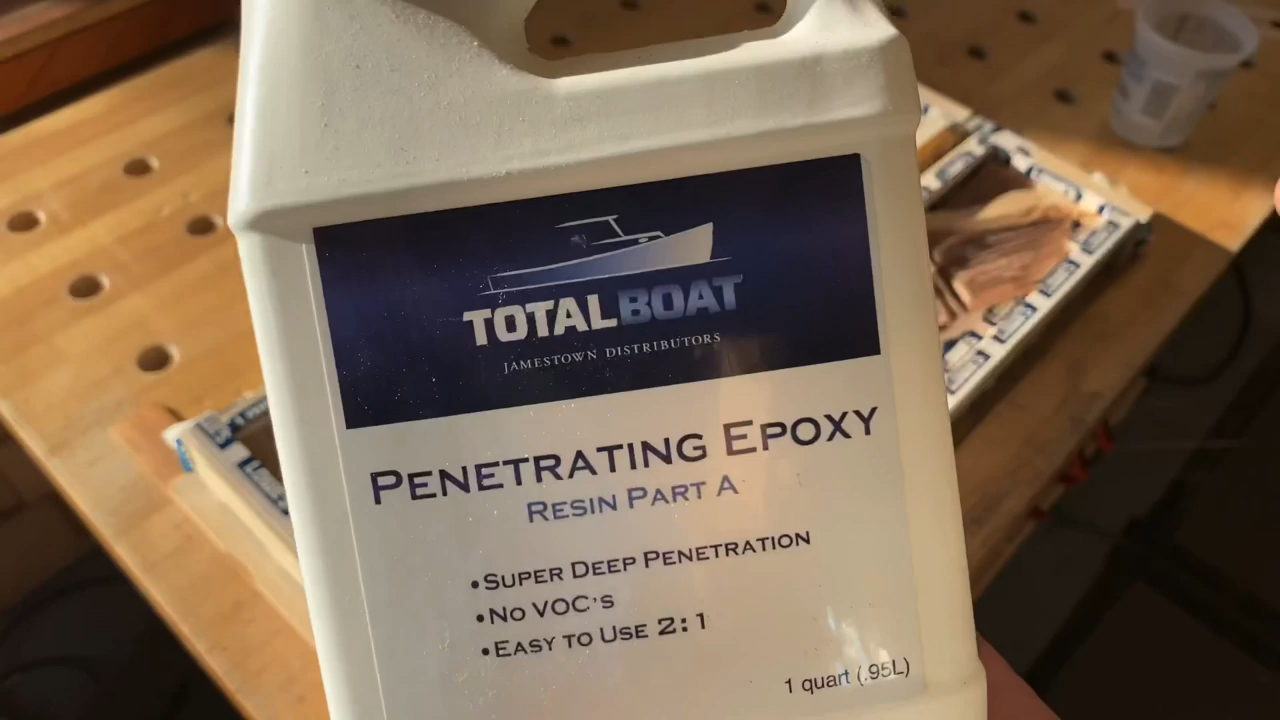 TOTALBOAT
JAMESTOWN DISTRIBUTORS
PENETRATING EPOXY
RESIN PART A
•SUPER DEEP PENETRATION
•NO VOC'S
•EASY TO USE 2:1
1 quart (.95L)